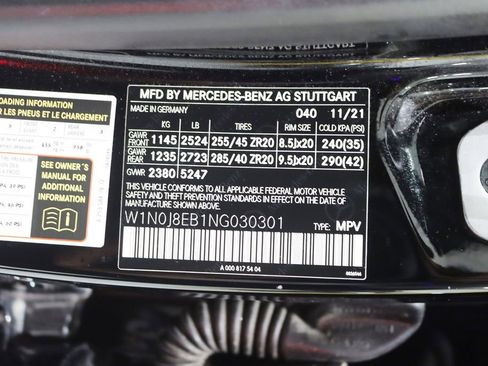 MFD BY MERCEDES-BENZ AG STUTTGART
MADE IN GERMANY 040 11/21
GAWR KG LB TIRES RIM SIZE COLD KPA(PSI)
FRONT 1145 2524 255/45 ZR20 8.5Jx20 240(35)
GAWR
REAR 1235 2723 285/40 ZR20 9.5Jx20 290(42)
GWR 2380 5247
THIS VEHICLE CONFORMS TO ALL APPLICABLE
FEDERAL MOTOR VEHICLE SAFETY AND THEFT
PREVENTION STANDARDS IN EFFECT ON THE DATE
OF MANUFACTURE SHOWN ABOVE.
W1N0J8EB1NG030301
TYPE: MPV
A 000 817 54 04
LOADING INFORMATION
LES PNEUS ET LE CHARGEMENT
SEE OWNER'S
MANUAL FOR
ADDITIONAL
INFORMATION